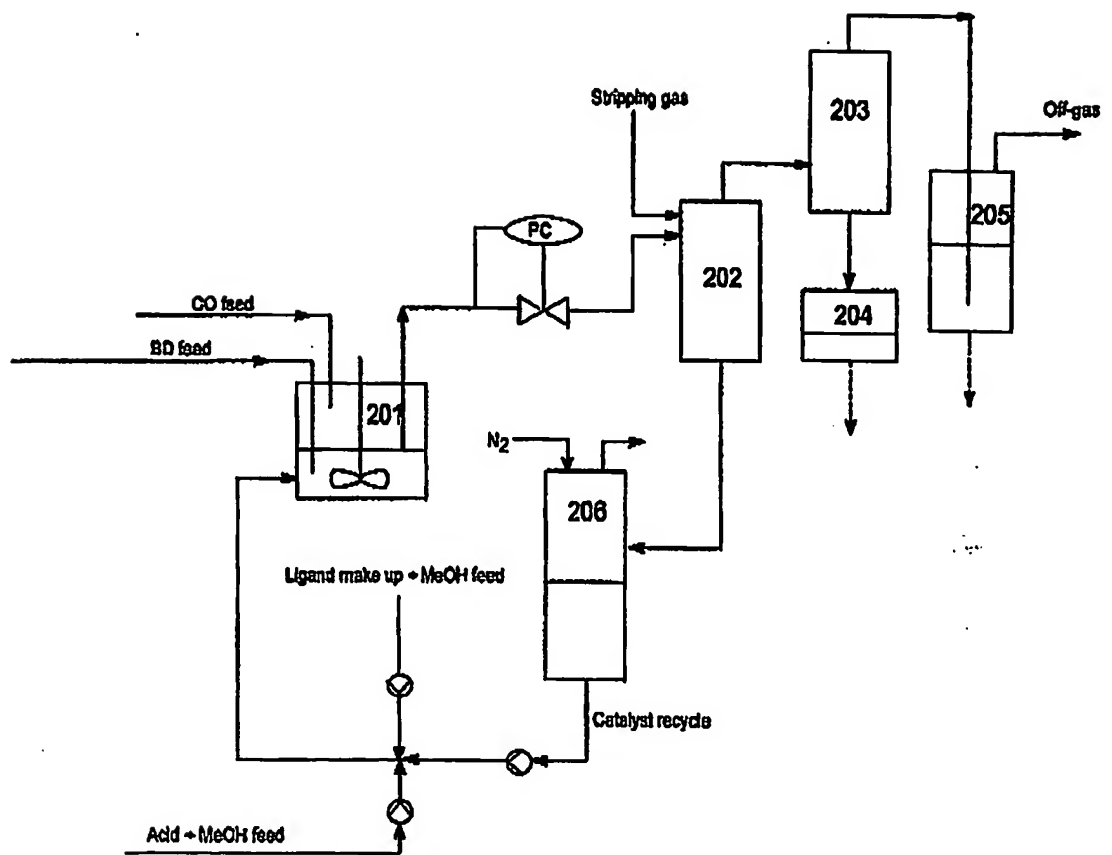 Stripping gas
203
Off-gas
205
PC
202
CO feed
204
BD feed
201
N2
206
Ligand make up + MeOH feed
Catalyst recycle
Acid + MeOH feed